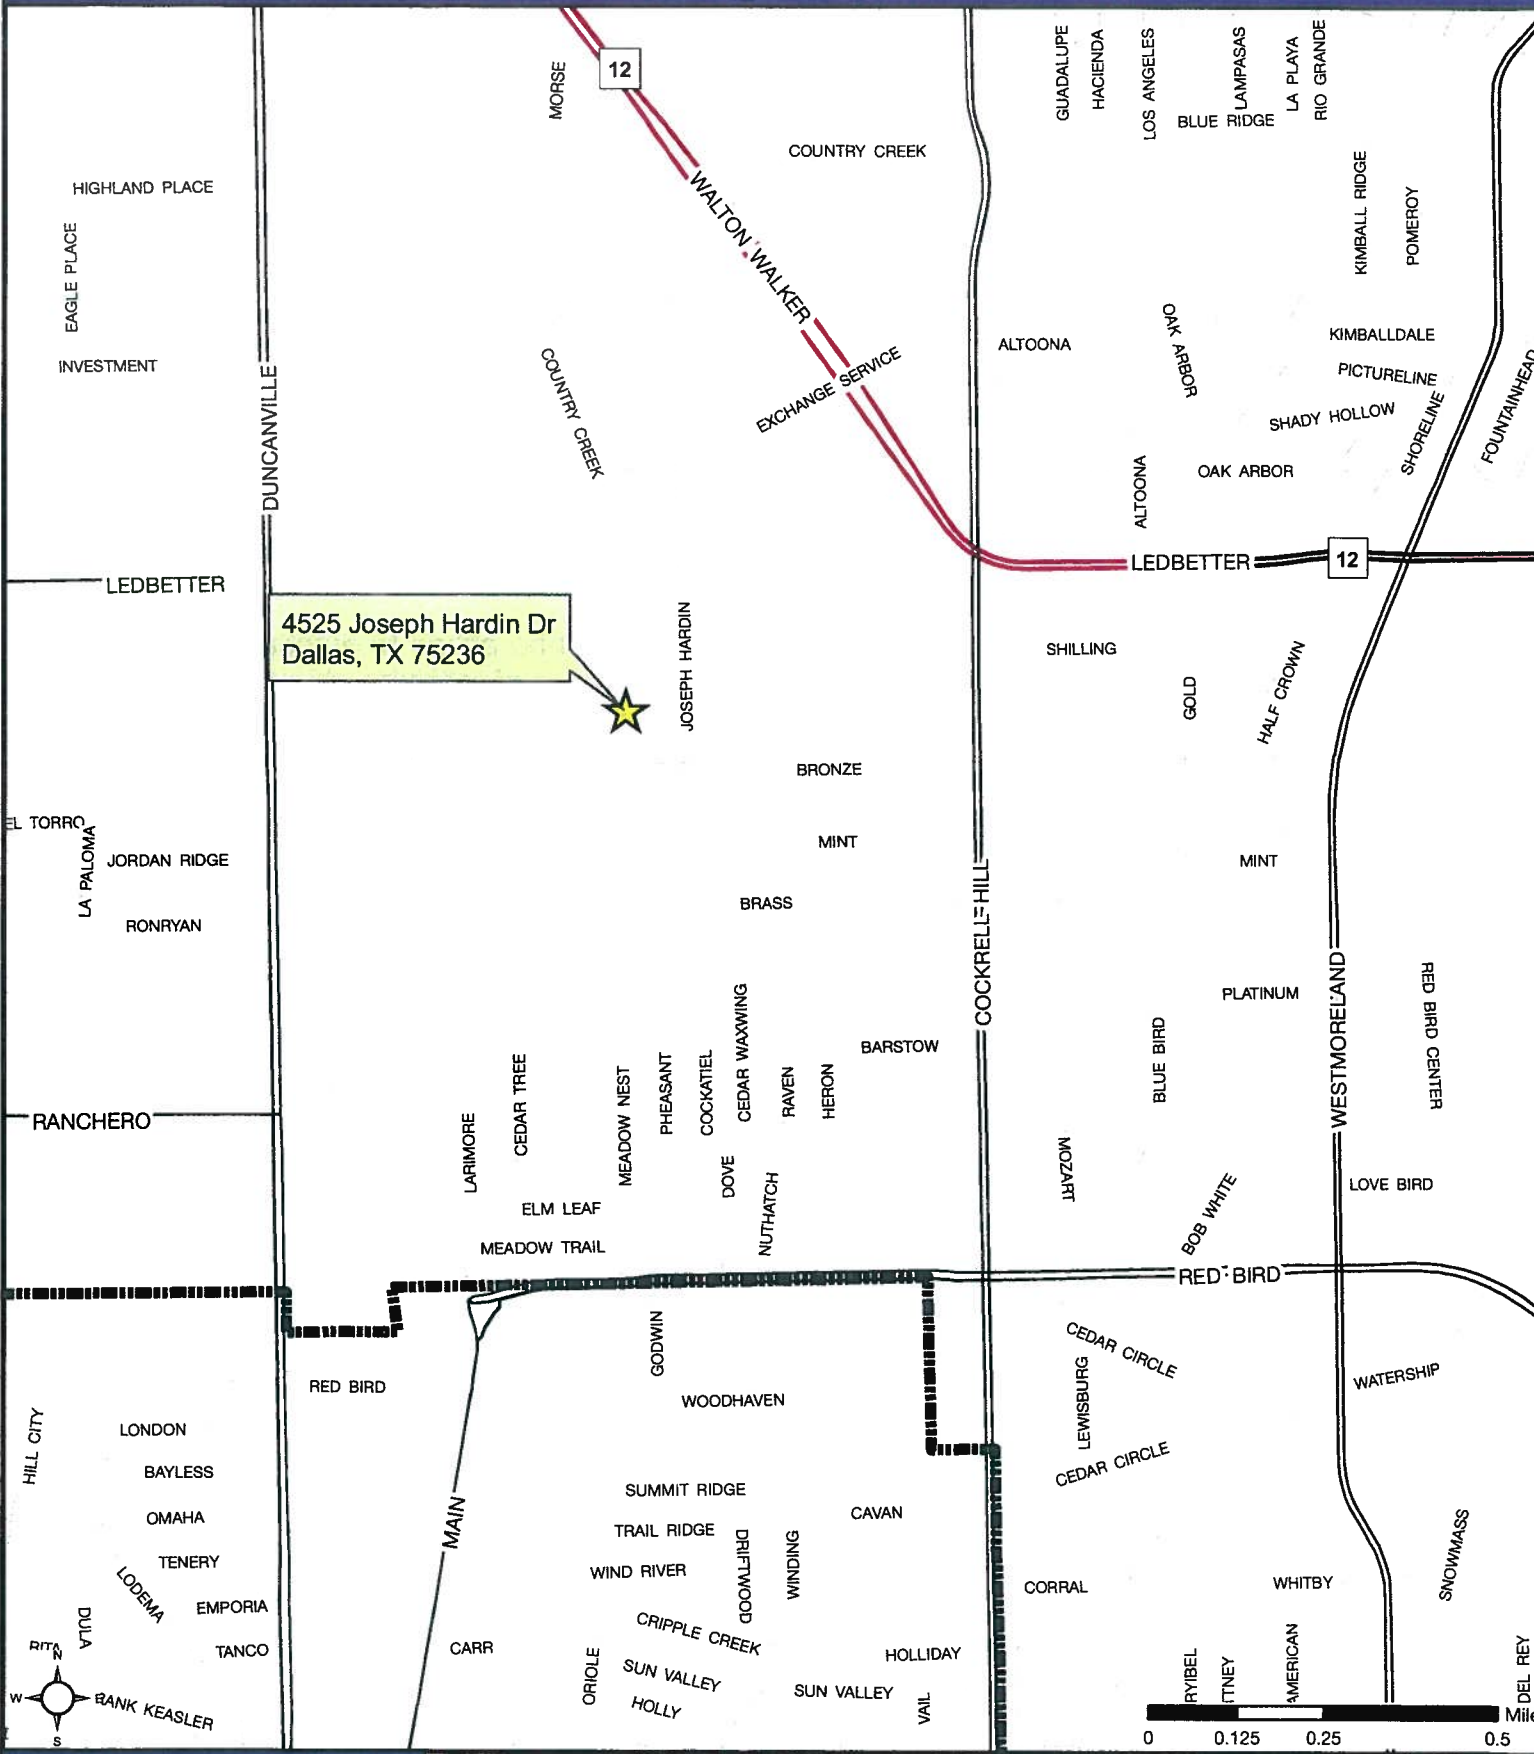 12
MORSE
GUADALUPE
HACIENDA
LOS ANGELES
LAMPASAS
LA PLAYA
RIO GRANDE
BLUE RIDGE
COUNTRY CREEK
HIGHLAND PLACE
WALTON WALKER
KIMBALL RIDGE
POMEROY
EAGLE PLACE
INVESTMENT
DUNCANVILLE
COUNTRY CREEK
EXCHANGE SERVICE
ALTOONA
OAK ARBOR
KIMBALLDALE
PICTURELINE
SHADY HOLLOW
SHORELINE
FOUNTAINHEAD
ALTOONA
OAK ARBOR
LEDBETTER
12
LEDBETTER
4525 Joseph Hardin Dr
Dallas, TX 75236
JOSEPH HARDIN
SHILLING
GOLD
HALF CROWN
BRONZE
EL TORRO
LA PALOMA
JORDAN RIDGE
MINT
MINT
BRASS
RONRYAN
COCKRELL HILL
WESTMORELAND
PLATINUM
RED BIRD CENTER
BARSTOW
BLUE BIRD
RANCHERO
LARIMORE
CEDAR TREE
MEADOW NEST
PHEASANT
COCKATIEL
CEDAR WAXWING
RAVEN
HERON
DOVE
NUTHATCH
MOZART
BOB WHITE
LOVE BIRD
ELM LEAF
MEADOW TRAIL
RED BIRD
GODWIN
CEDAR CIRCLE
LEWISBURG
WATERSHIP
RED BIRD
WOODHAVEN
HILL CITY
LONDON
BAYLESS
CEDAR CIRCLE
SUMMIT RIDGE
OMAHA
MAIN
TRAIL RIDGE
CAVAN
DRIFTWOOD
WINDING
SNOWMASS
TENERY
WIND RIVER
LODEMA
EMPORIA
CORRAL
WHITBY
DULA
TANCO
CARR
CRIPPLE CREEK
HOLLIDAY
RITA
N
W
S
ORIOLE
SUN VALLEY
SUN VALLEY
HOLLY
VAIL
RYIBEL
TNEY
AMERICAN
DEL REY
ANK KEASLER
Mile
0
0.125
0.25
0.5